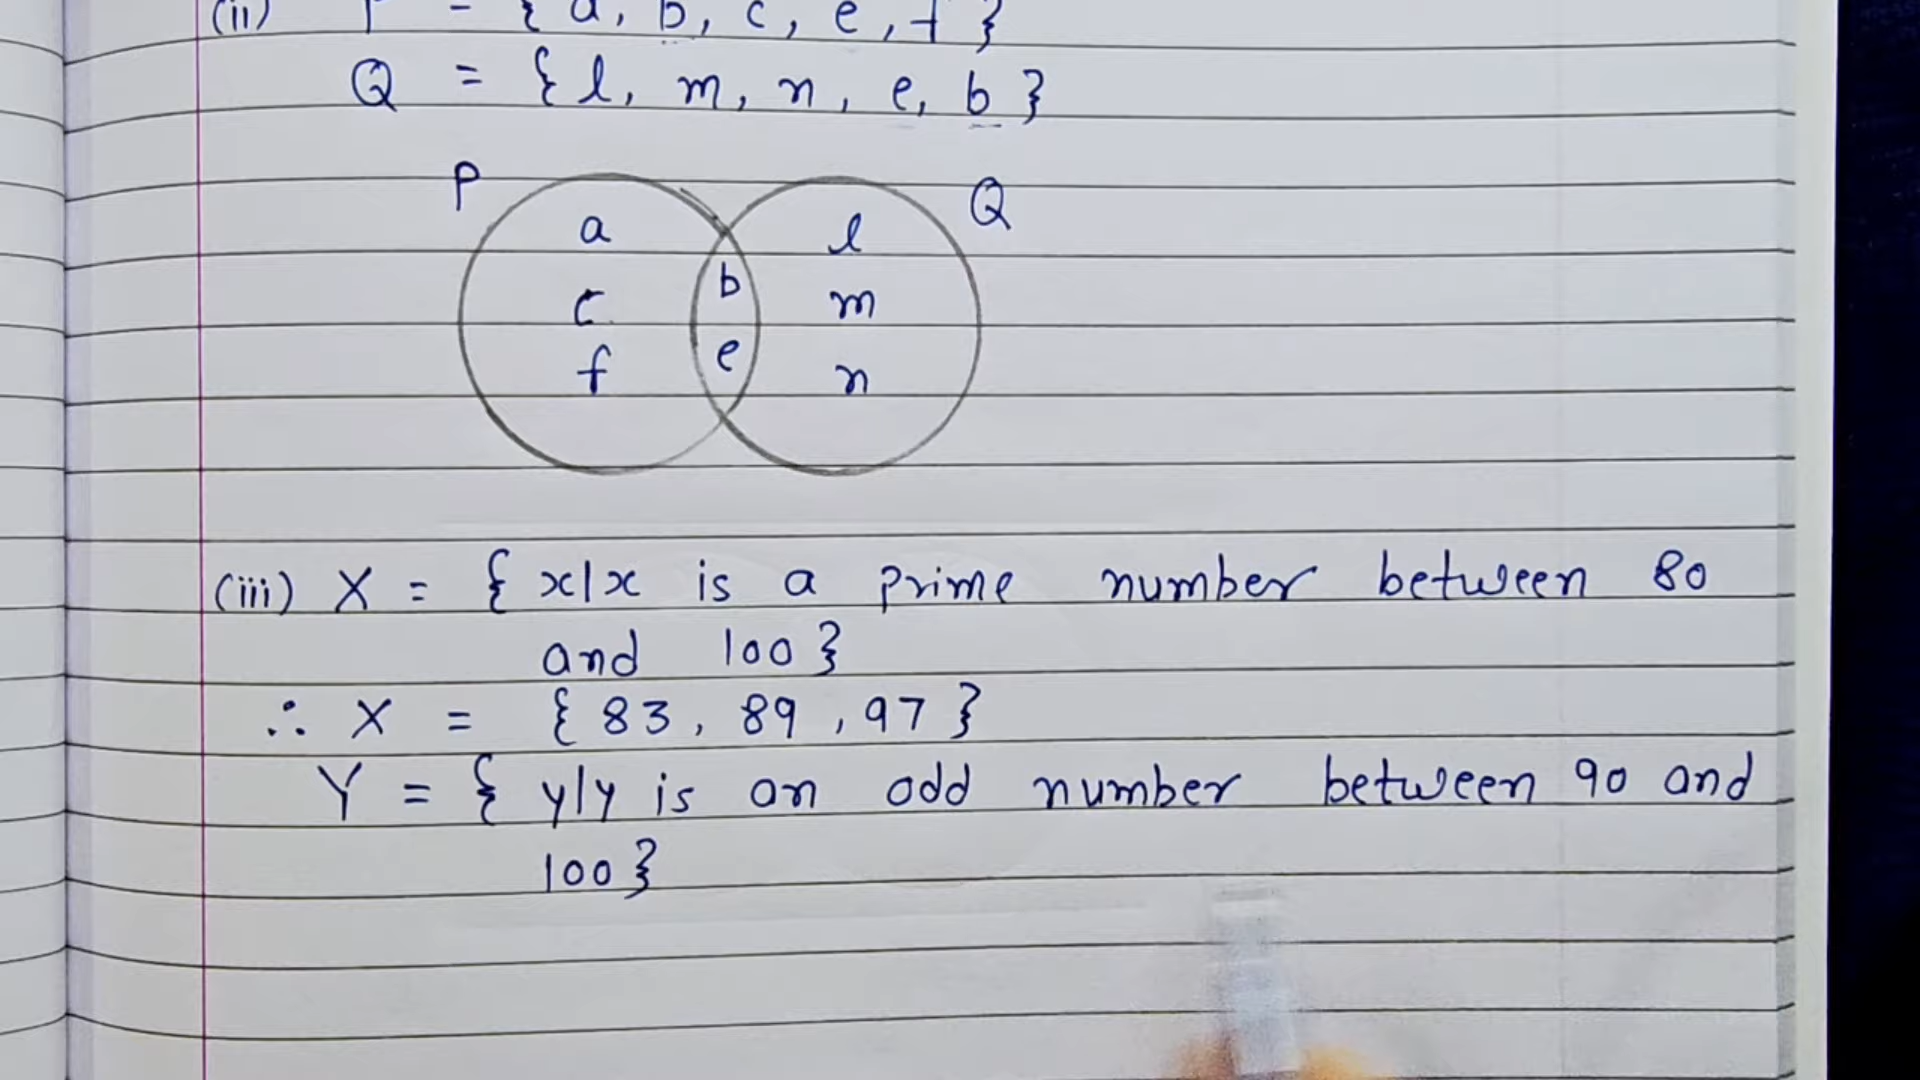 (ii) P = { a, b, c, e, f }
Q = { l, m, n, e, b }
P Q
a l
b
c m
e
f n
(iii) X = { x|x is a prime number between 80
and 100 }
∴ X = { 83, 89, 97 }
Y = { y|y is an odd number between 90 and
100 }